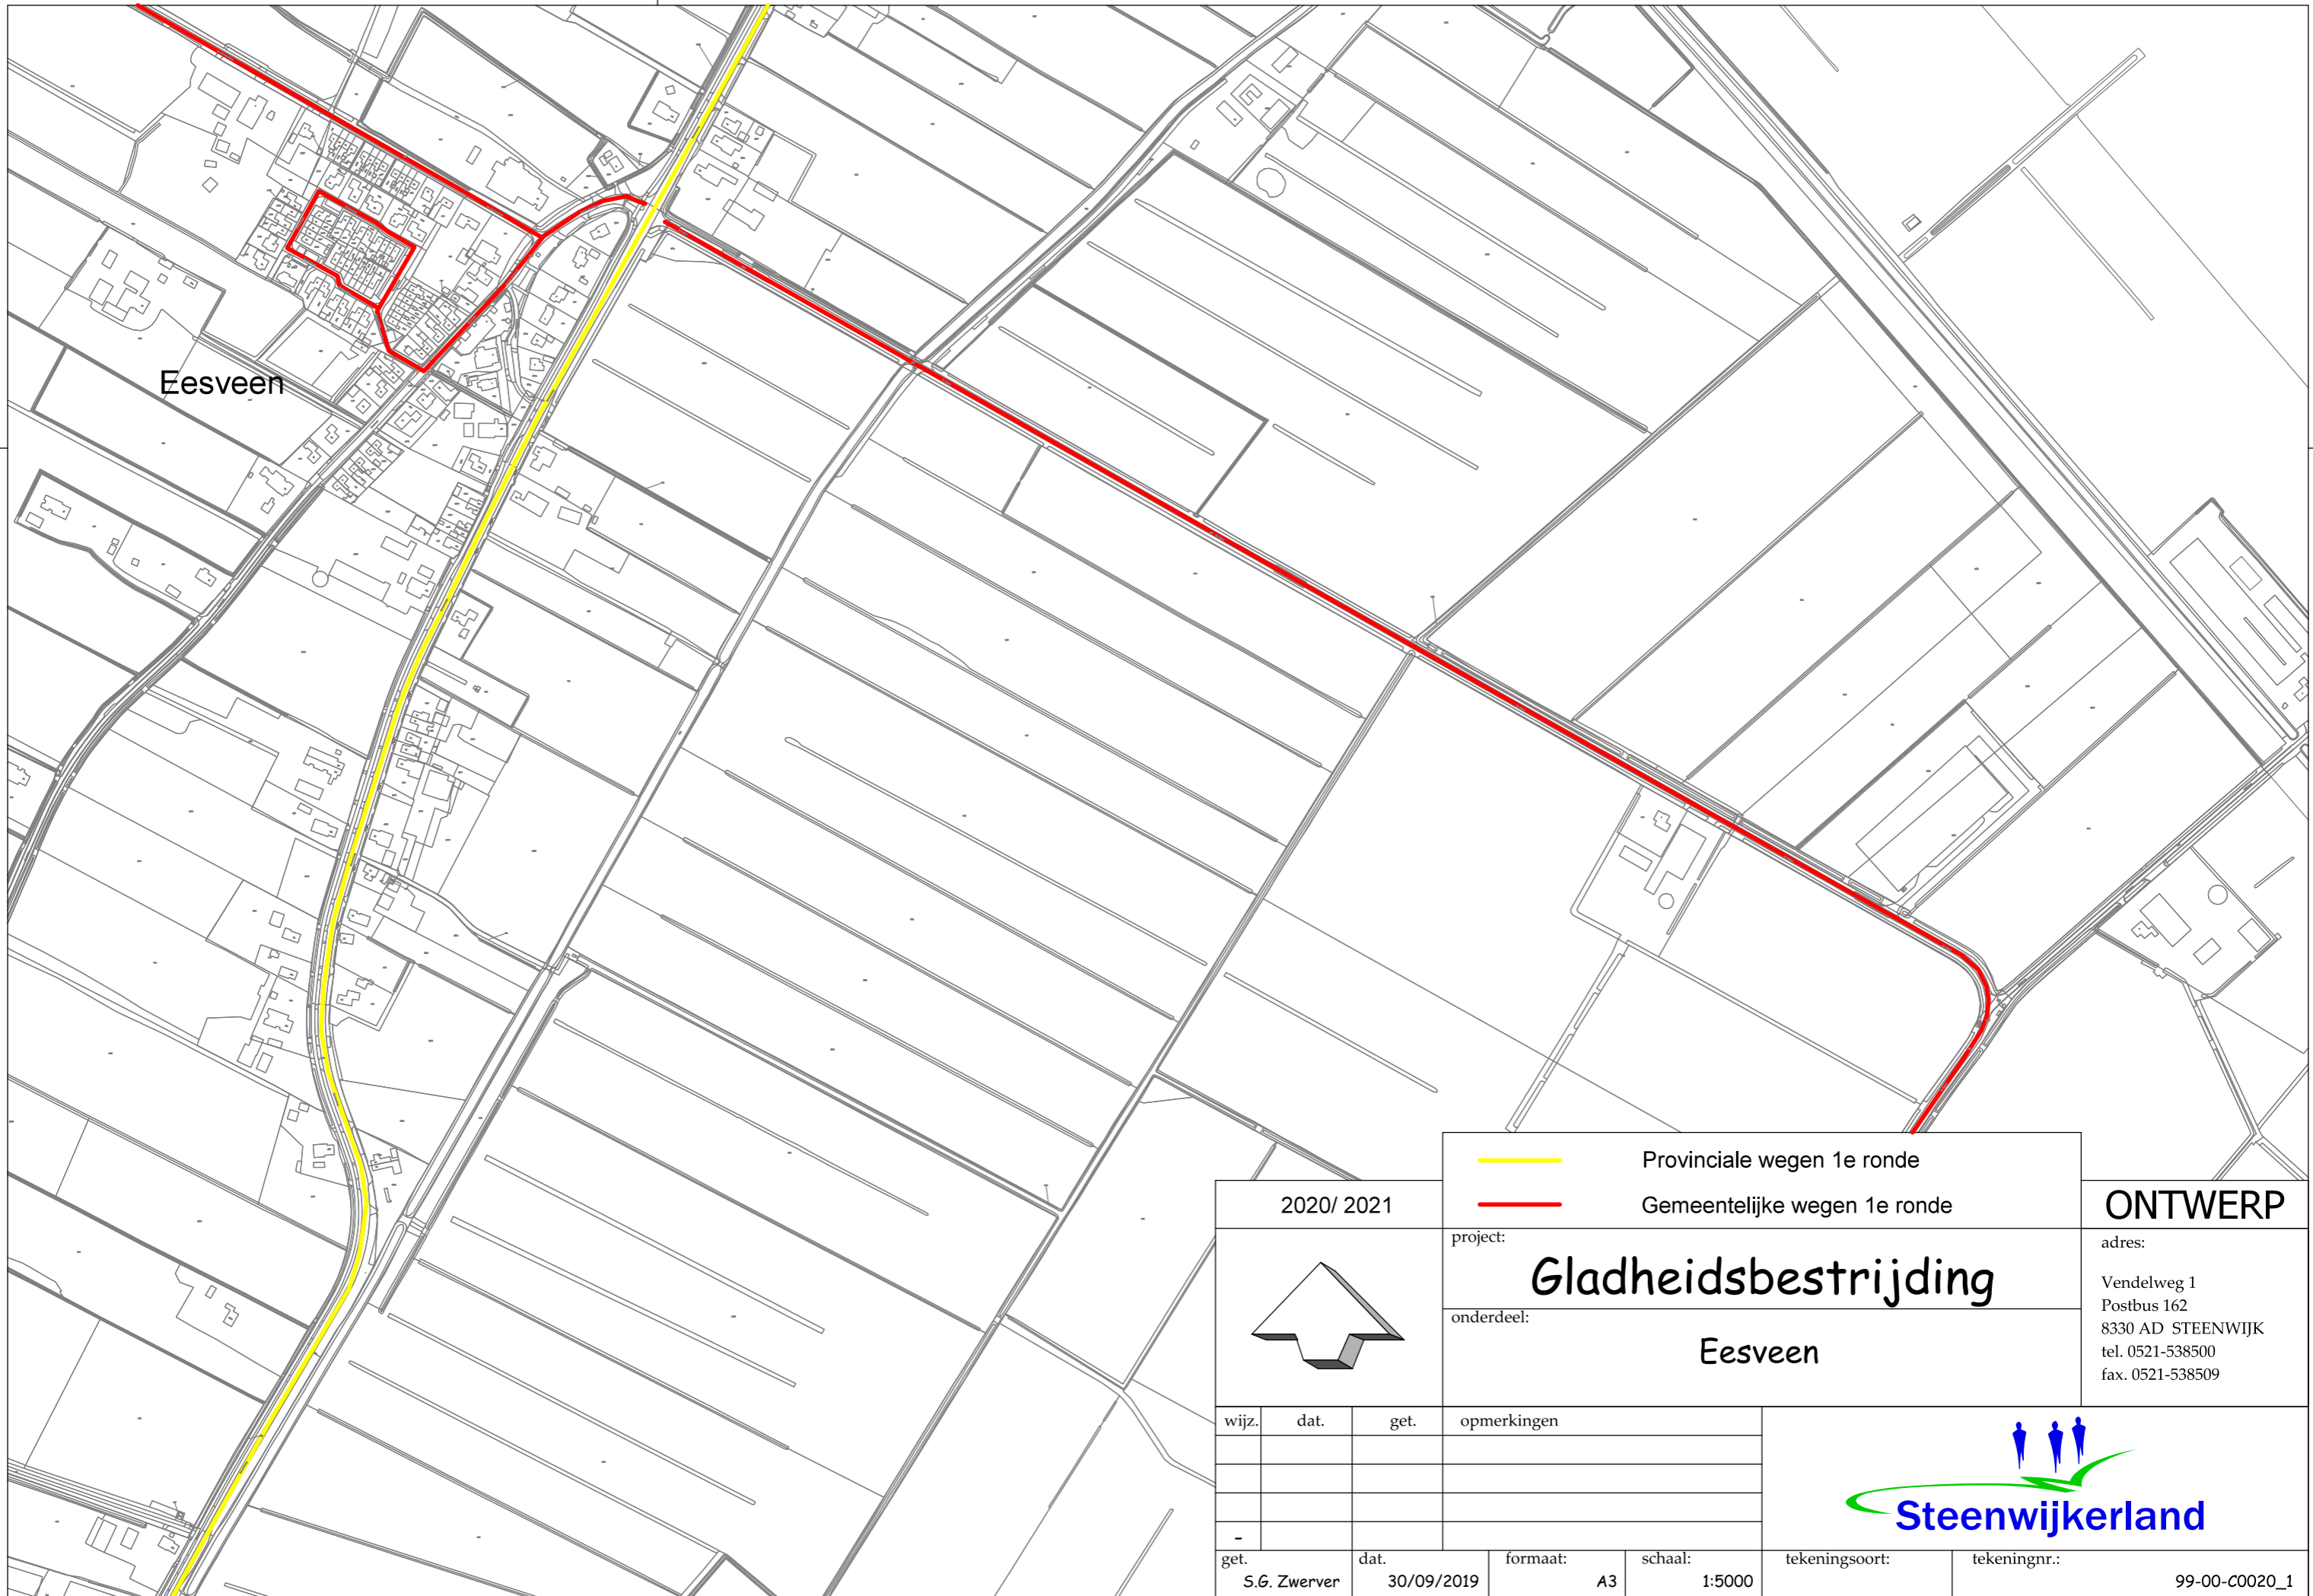 Eesveen
Provinciale wegen 1e ronde
Gemeentelijke wegen 1e ronde
2020/ 2021
ONTWERP
project:
Gladheidsbestrijding
onderdeel:
Eesveen
adres:
Vendelweg 1
Postbus 162
8330 AD STEENWIJK
tel. 0521-538500
fax. 0521-538509
wijz. dat. get. opmerkingen
-
Steenwijkerland
get. dat. formaat: schaal: tekeningsoort: tekeningnr.:
S.G. Zwerver 30/09/2019 A3 1:5000 99-00-C0020_1